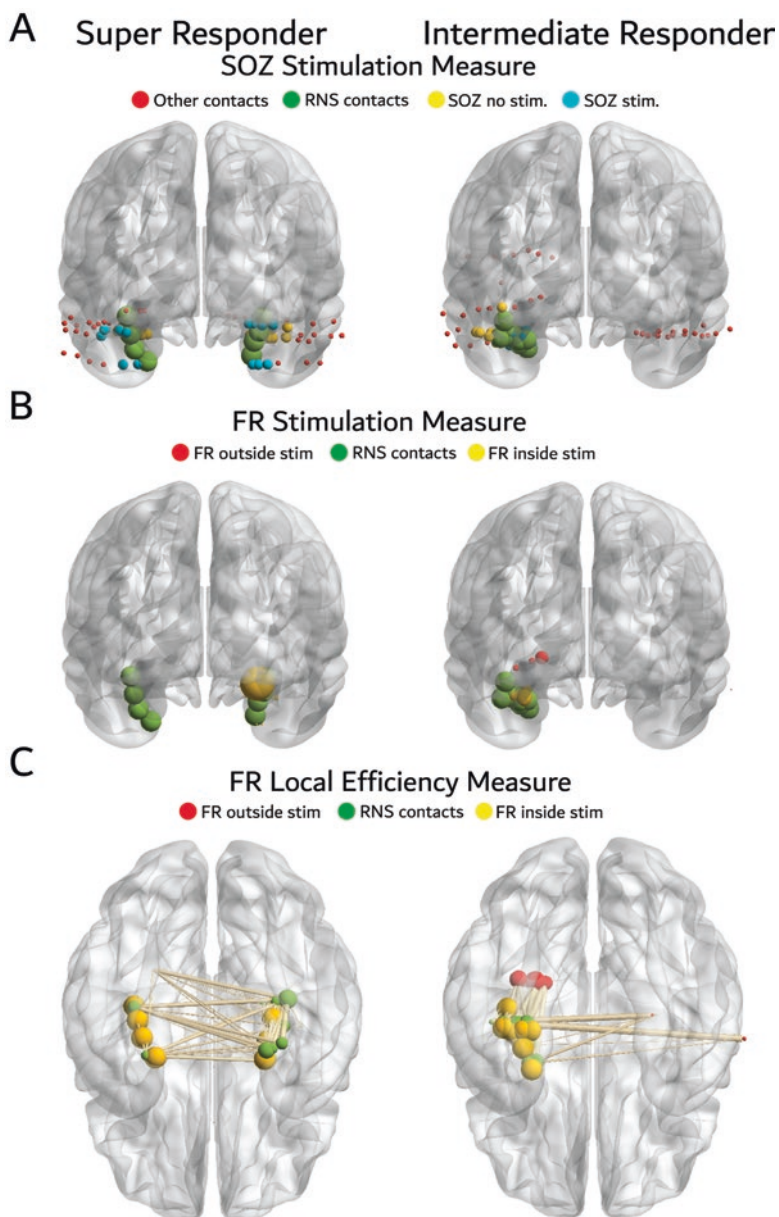 A
Super Responder Intermediate Responder
SOZ Stimulation Measure
Other contacts RNS contacts SOZ no stim. SOZ stim.
B
FR Stimulation Measure
FR outside stim RNS contacts FR inside stim
C
FR Local Efficiency Measure
FR outside stim RNS contacts FR inside stim